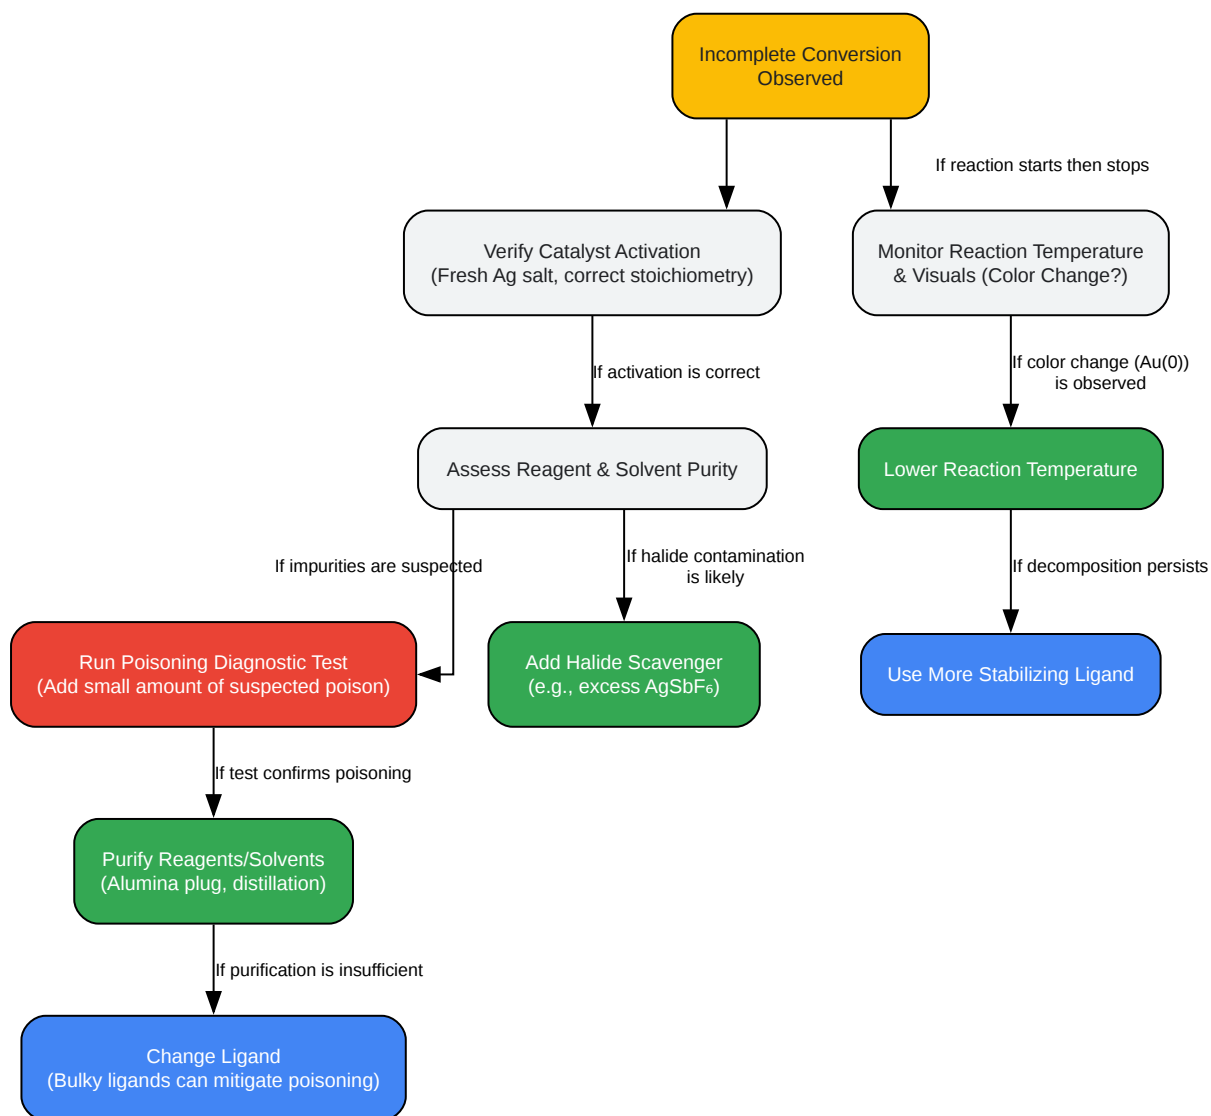 Incomplete Conversion
Observed
If reaction starts then stops
Verify Catalyst Activation
(Fresh Ag salt, correct stoichiometry)
Monitor Reaction Temperature
& Visuals (Color Change?)
If activation is correct
If color change (Au(0))
is observed
Assess Reagent & Solvent Purity
Lower Reaction Temperature
If impurities are suspected
If halide contamination
is likely
If decomposition persists
Run Poisoning Diagnostic Test
(Add small amount of suspected poison)
Add Halide Scavenger
(e.g., excess AgSbF₆)
Use More Stabilizing Ligand
If test confirms poisoning
Purify Reagents/Solvents
(Alumina plug, distillation)
If purification is insufficient
Change Ligand
(Bulky ligands can mitigate poisoning)